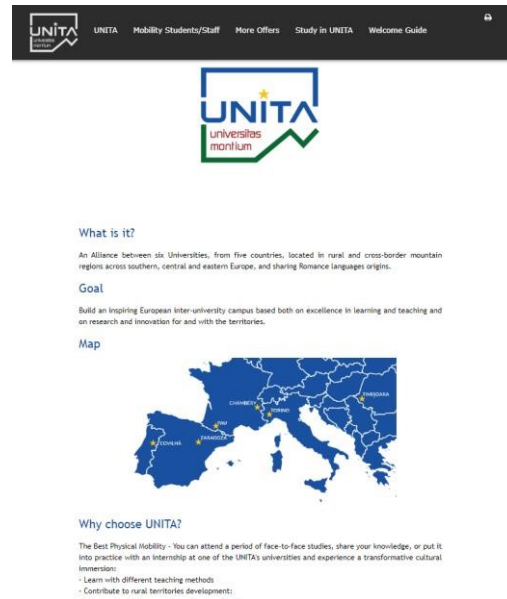 UNITA
universitas
montium
UNITA Mobility Students/Staff More Offers Study in UNITA Welcome Guide
UNITA
universitas
montium
What is it?
An Alliance between six Universities, from five countries, located in rural and cross-border mountain
regions across southern, central and eastern Europe, and sharing Romance languages origins.
Goal
Build an inspiring European inter-university campus based both on excellence in learning and teaching and
on research and innovation for and with the territories.
Map
CHAMBERY
TORINO
TIMIȘOARA
PAU
ZARAGOZA
COVILHÃ
Why choose UNITA?
The Best Physical Mobility - You can attend a period of face-to-face studies, share your knowledge, or put it
into practice with an internship at one of the UNITA's universities and experience a transformative cultural
immersion:
- Learn with different teaching methods
- Contribute to rural territories development: